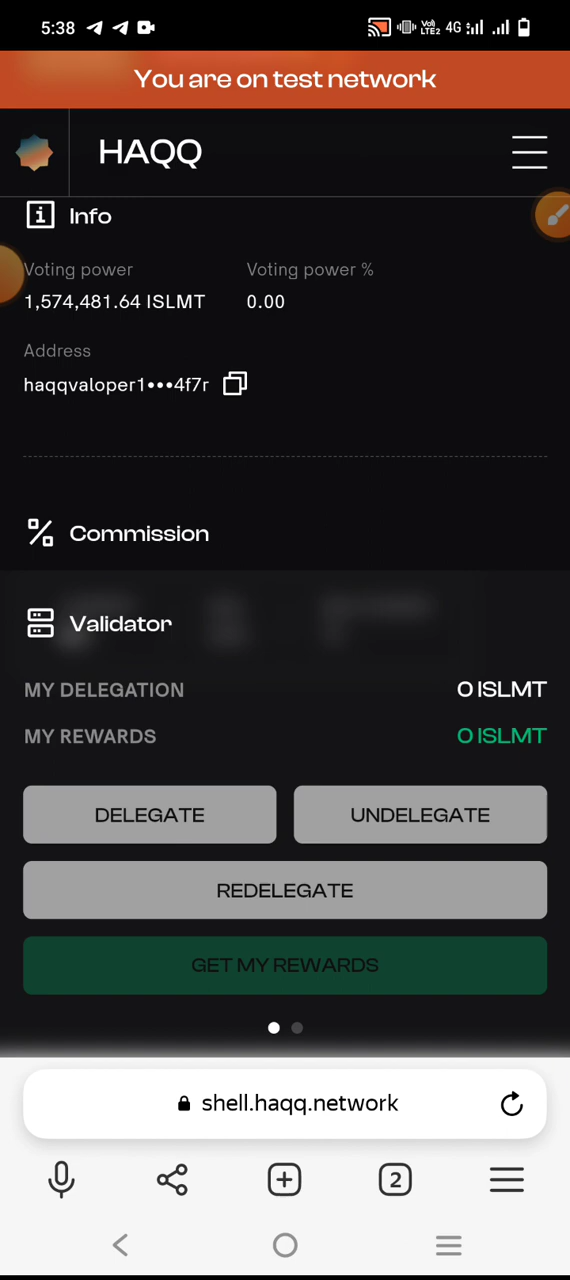 5:38
Vo)) LTE2 4G
You are on test network
HAQQ
Info
Voting power Voting power %
1,574,481.64 ISLMT 0.00
Address
haqqvaloper1•••4f7r
Commission
Validator
MY DELEGATION 0 ISLMT
MY REWARDS 0 ISLMT
DELEGATE UNDELEGATE
REDELEGATE
GET MY REWARDS
shell.haqq.network
2